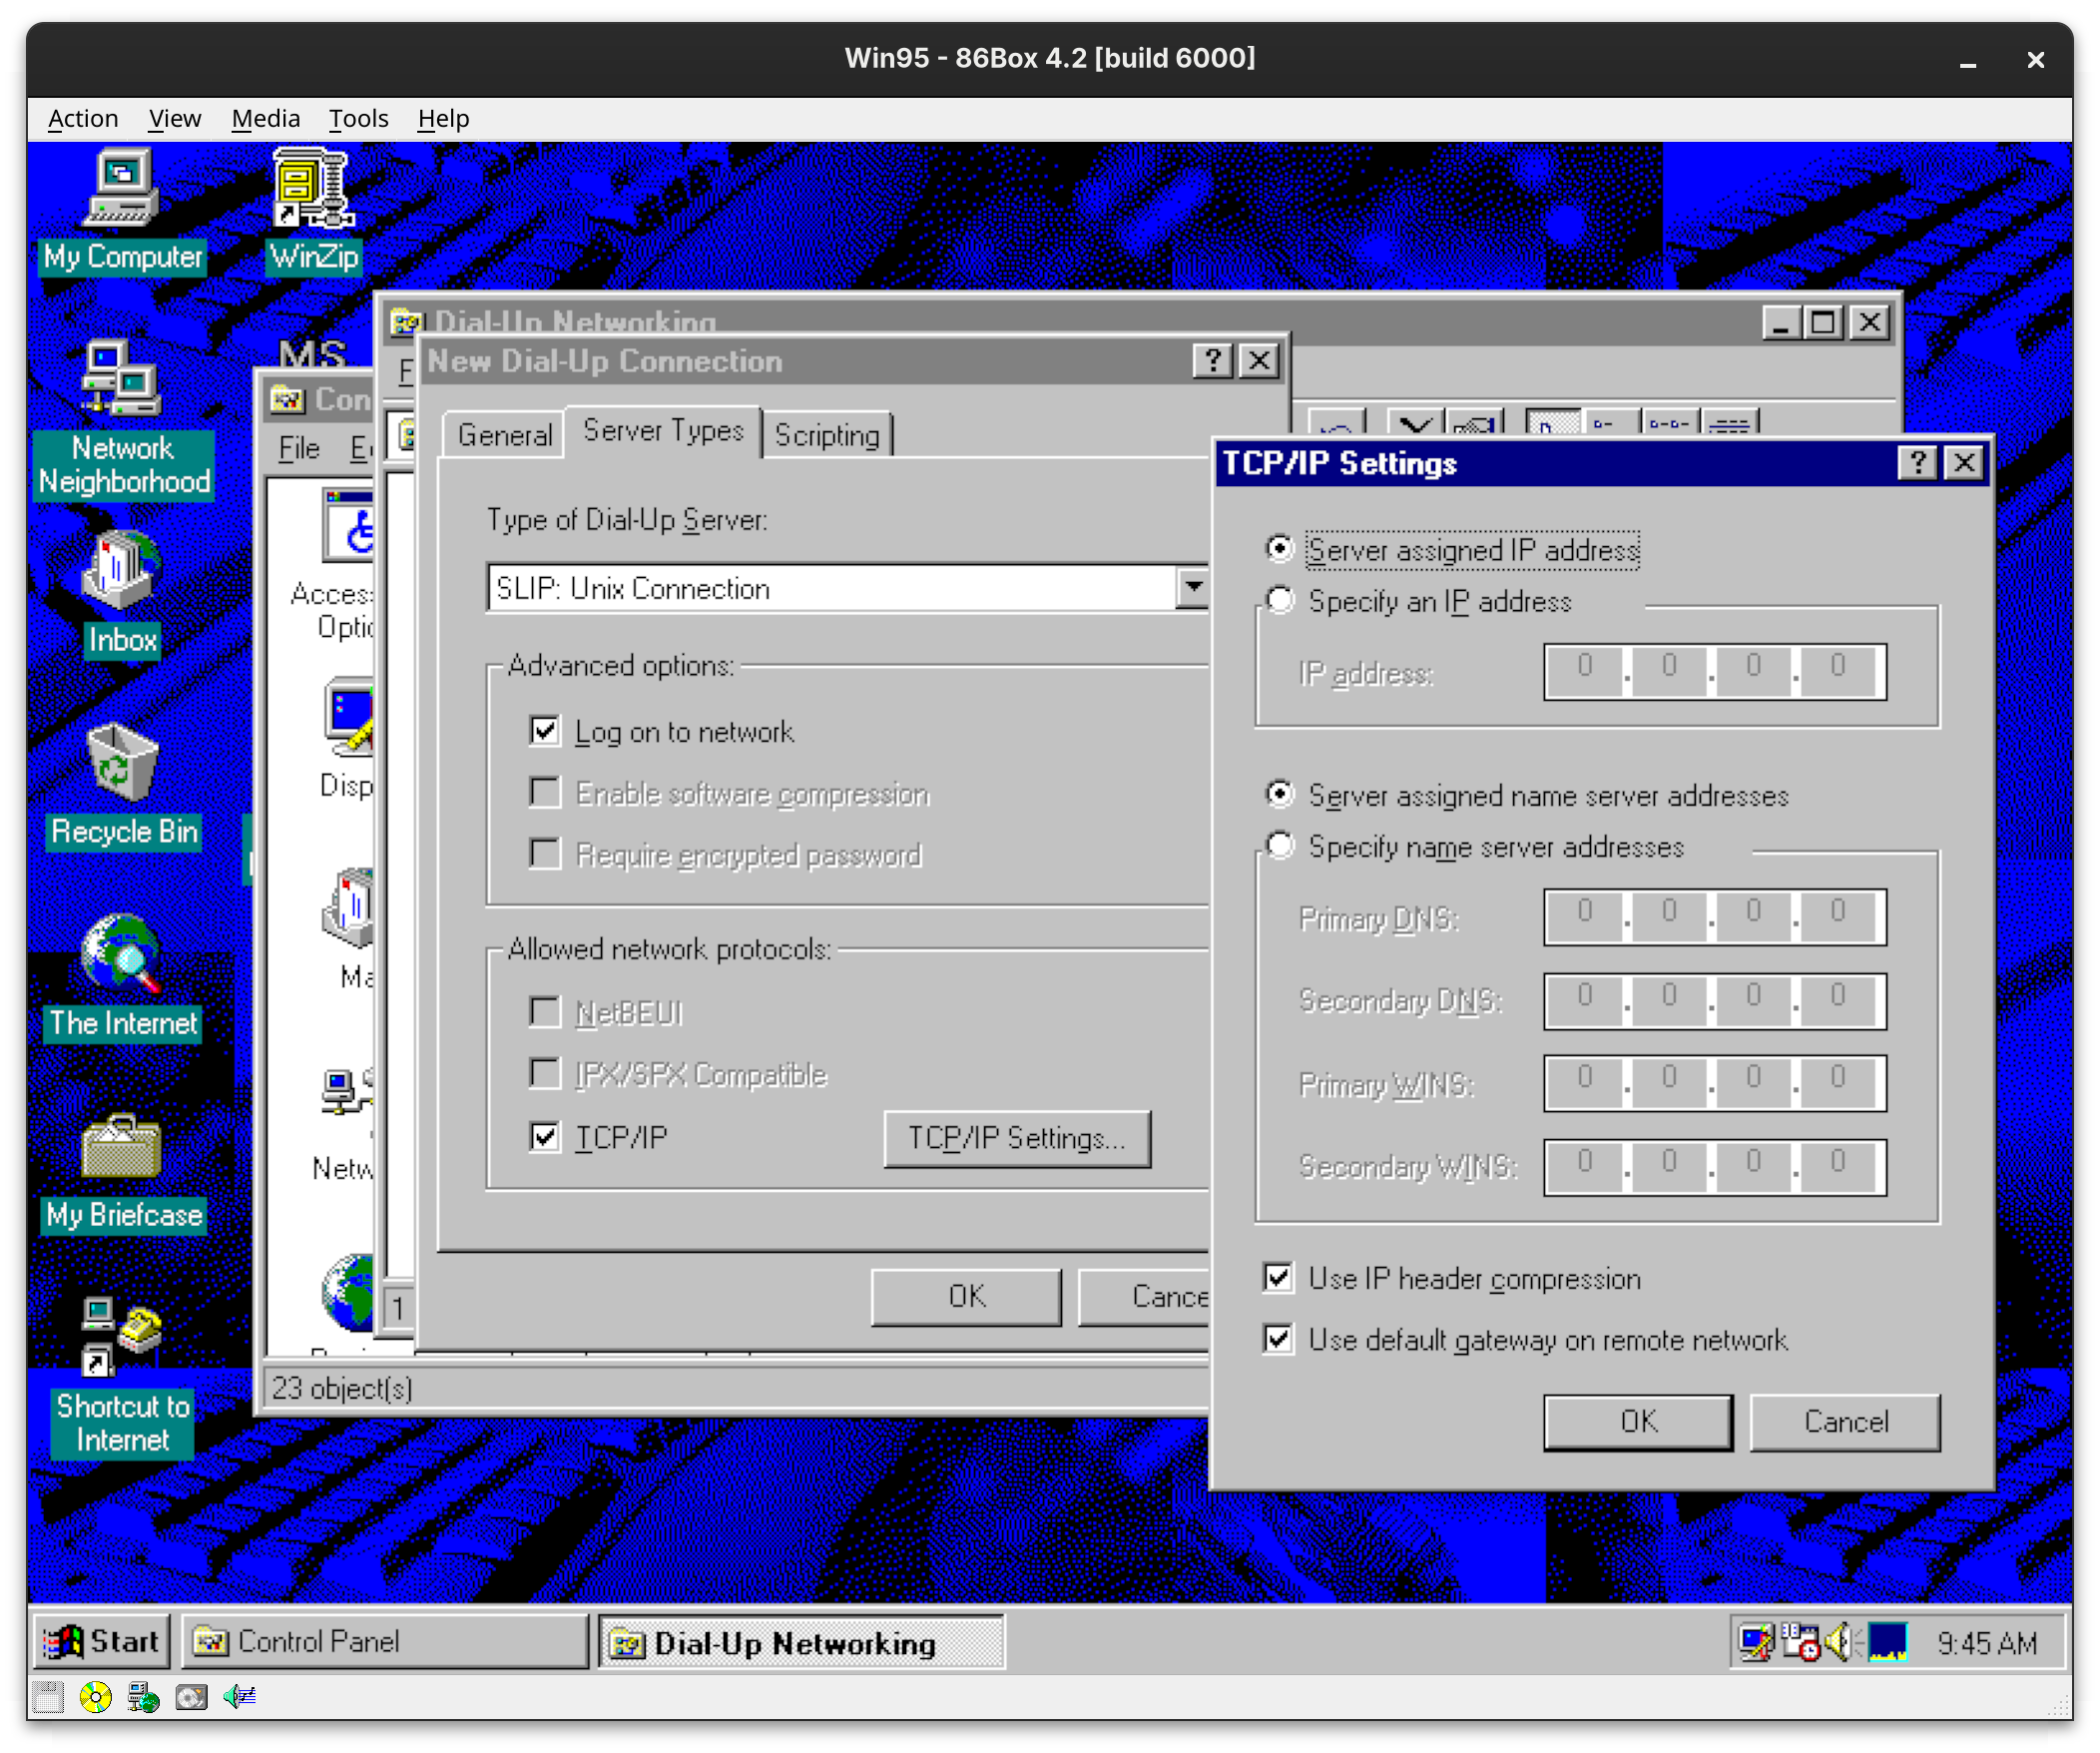 Win95 - 86Box 4.2 [build 6000]
Action View Media Tools Help
My Computer
WinZip
Network
Neighborhood
Inbox
Recycle Bin
The Internet
My Briefcase
Shortcut to
Internet
MS
Con
File E
Acces
Optio
Disp
Ma
Netw
23 object(s)
Dial-Up Networking
F
1
New Dial-Up Connection
General Server Types Scripting
Type of Dial-Up Server:
SLIP: Unix Connection
Advanced options:
Log on to network
Enable software compression
Require encrypted password
Allowed network protocols:
NetBEUI
IPX/SPX Compatible
TCP/IP TCP/IP Settings...
OK Cance
TCP/IP Settings
Server assigned IP address
Specify an IP address
IP address: 0 . 0 . 0 . 0
Server assigned name server addresses
Specify name server addresses
Primary DNS: 0 . 0 . 0 . 0
Secondary DNS: 0 . 0 . 0 . 0
Primary WINS: 0 . 0 . 0 . 0
Secondary WINS: 0 . 0 . 0 . 0
Use IP header compression
Use default gateway on remote network
OK Cancel
Start Control Panel Dial-Up Networking 9:45 AM